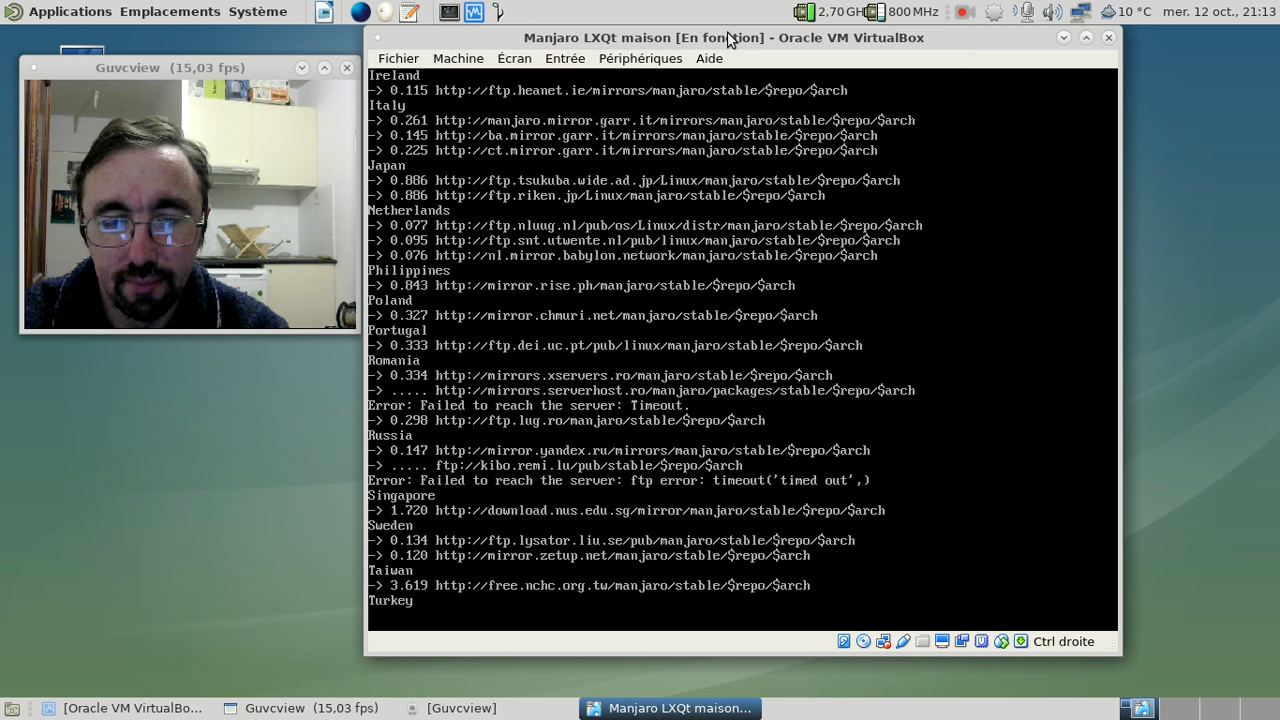 Applications Emplacements Système
2,70 GH 800 MHz 10 °C mer. 12 oct., 21:13
Guvcview (15,03 fps)
Manjaro LXQt maison [En fonction] - Oracle VM VirtualBox
Fichier Machine Écran Entrée Périphériques Aide
Ireland
-> 0.115 http://ftp.heanet.ie/mirrors/manjaro/stable/$repo/$arch
Italy
-> 0.261 http://manjaro.mirror.garr.it/mirrors/manjaro/stable/$repo/$arch
-> 0.145 http://ba.mirror.garr.it/mirrors/manjaro/stable/$repo/$arch
-> 0.225 http://ct.mirror.garr.it/mirrors/manjaro/stable/$repo/$arch
Japan
-> 0.886 http://ftp.tsukuba.wide.ad.jp/Linux/manjaro/stable/$repo/$arch
-> 0.886 http://ftp.riken.jp/Linux/manjaro/stable/$repo/$arch
Netherlands
-> 0.077 http://ftp.nluug.nl/pub/os/Linux/distr/manjaro/stable/$repo/$arch
-> 0.095 http://ftp.snt.utwente.nl/pub/linux/manjaro/stable/$repo/$arch
-> 0.076 http://nl.mirror.babylon.network/manjaro/stable/$repo/$arch
Philippines
-> 0.843 http://mirror.rise.ph/manjaro/stable/$repo/$arch
Poland
-> 0.327 http://mirror.chmuri.net/manjaro/stable/$repo/$arch
Portugal
-> 0.333 http://ftp.dei.uc.pt/pub/linux/manjaro/stable/$repo/$arch
Romania
-> 0.334 http://mirrors.xservers.ro/manjaro/stable/$repo/$arch
-> ..... http://mirrors.serverhost.ro/manjaro/packages/stable/$repo/$arch
Error: Failed to reach the server: Timeout.
-> 0.298 http://ftp.lug.ro/manjaro/stable/$repo/$arch
Russia
-> 0.147 http://mirror.yandex.ru/mirrors/manjaro/stable/$repo/$arch
-> ..... ftp://kibo.remi.lu/pub/stable/$repo/$arch
Error: Failed to reach the server: ftp error: timeout('timed out',)
Singapore
-> 1.720 http://download.nus.edu.sg/mirror/manjaro/stable/$repo/$arch
Sweden
-> 0.134 http://ftp.lysator.liu.se/pub/manjaro/stable/$repo/$arch
-> 0.120 http://mirror.zetup.net/manjaro/stable/$repo/$arch
Taiwan
-> 3.619 http://free.nchc.org.tw/manjaro/stable/$repo/$arch
Turkey
Ctrl droite
[Oracle VM VirtualBo... Guvcview (15,03 fps) [Guvcview] Manjaro LXQt maison...